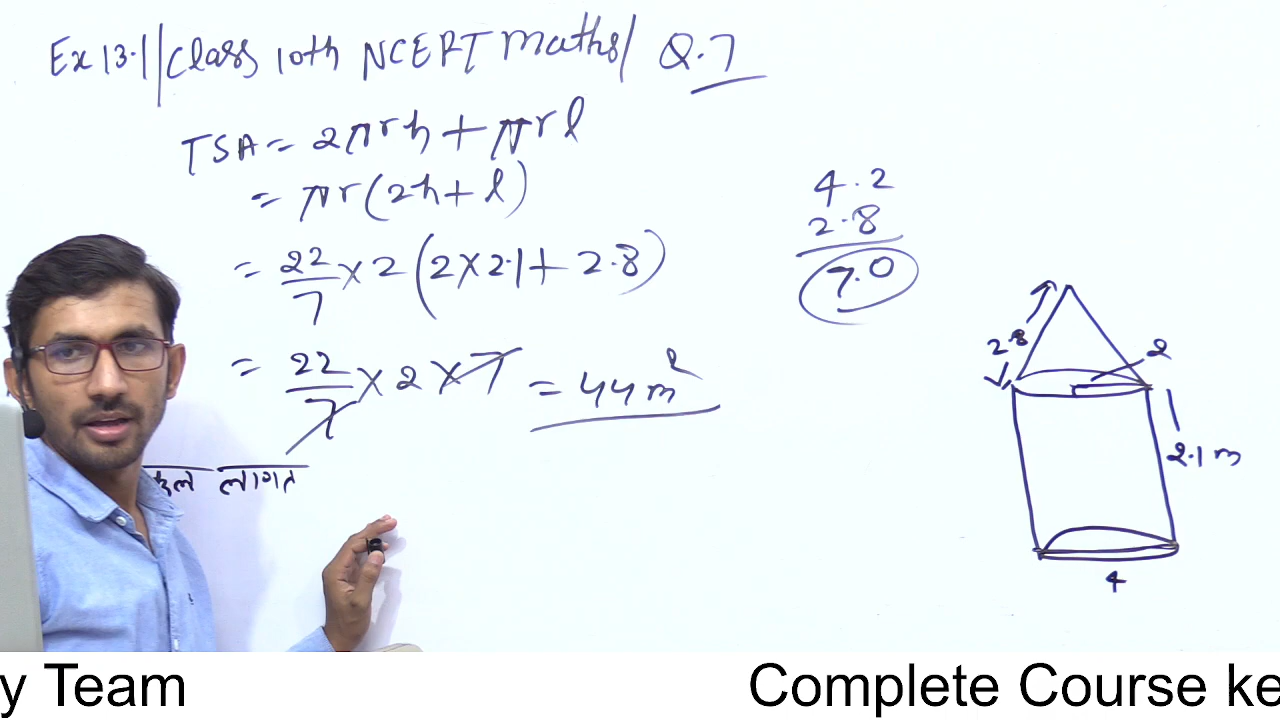 Ex 13.1 || Class 10th NCERT Maths / Q.7
TSA = 2πrh + πrl
= πr(2h + l)
= 22/7 × 2 (2×2.1 + 2.8)
= 22/7 × 2 × 7 = 44 m²
लागत
4.2
2.8
7.0
2.8
2
2.1 m
4
y Team
Complete Course ke